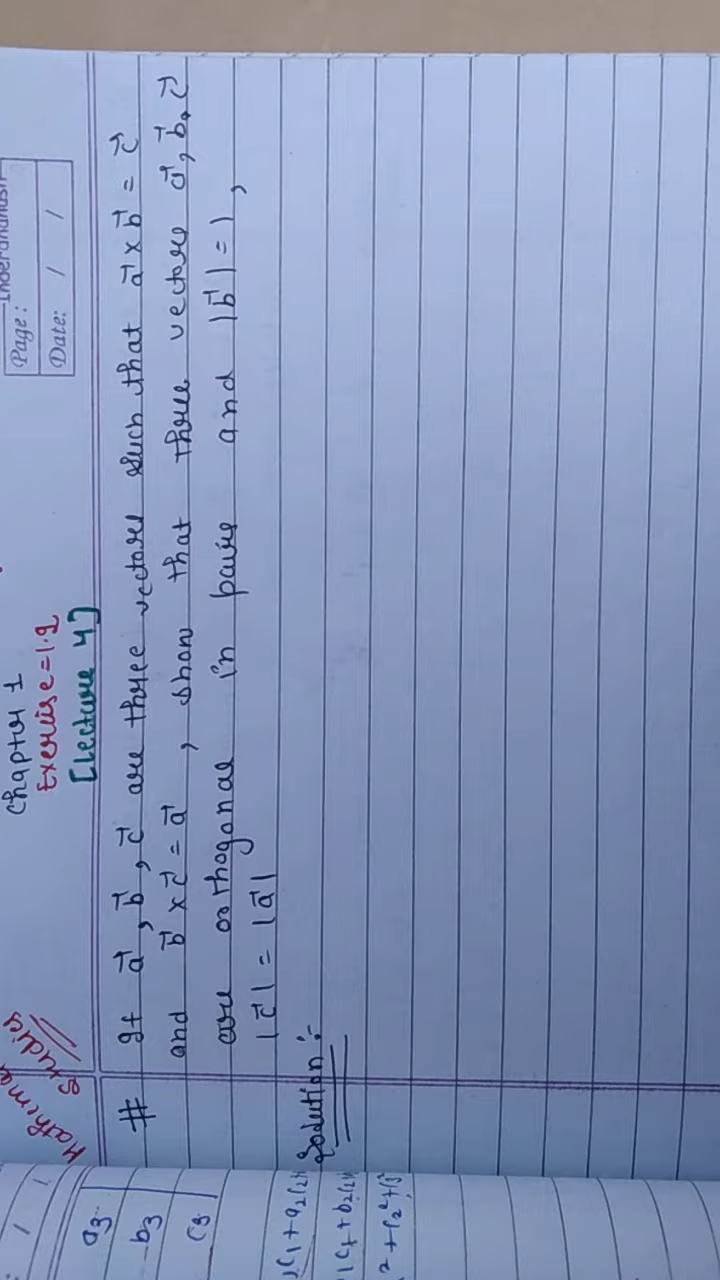 Page:
Date: / /
Chapter 1
Exercise = 1.2
[Lecture 4]
Studies
# If a⃗, b⃗, c⃗ are three vectors such that a⃗ × b⃗ = c⃗
and b⃗ × c⃗ = a⃗, show that three vectors a⃗, b⃗, c⃗
are orthogonal in pairs and |b⃗| = 1,
|c⃗| = |a⃗|
Solution:-
a3
b3
c3